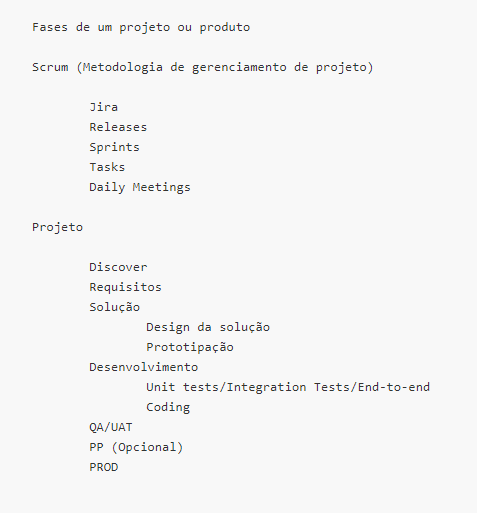 Fases de um projeto ou produto
Scrum (Metodologia de gerenciamento de projeto)
Jira
Releases
Sprints
Tasks
Daily Meetings
Projeto
Discover
Requisitos
Solução
Design da solução
Prototipação
Desenvolvimento
Unit tests/Integration Tests/End-to-end
Coding
QA/UAT
PP (Opcional)
PROD